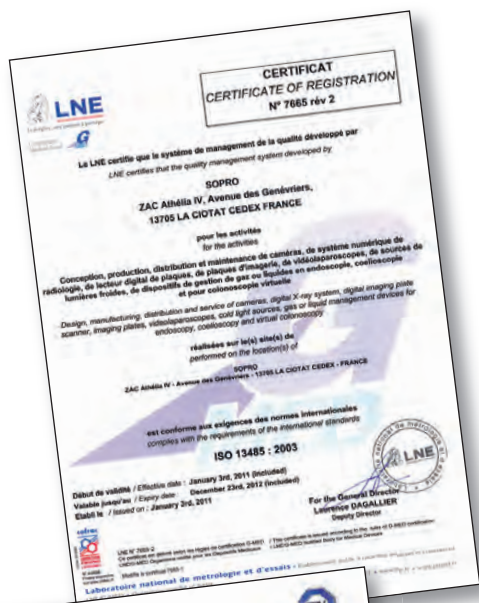 LNE
G
CERTIFICAT
CERTIFICATE OF REGISTRATION
N° 7665 rév 2
Le LNE certifie que le système de management de la qualité développé par
LNE certifies that the quality management system developed by
SOPRO
ZAC Athélia IV, Avenue des Genévriers,
13705 LA CIOTAT CEDEX FRANCE
pour les activités
for the activities
Conception, production, distribution et maintenance de caméras, de système numérique de
radiologie, de lecteur digital de plaques, de plaques d'imagerie, de vidéolaparoscopes, de sources de
lumières froides, de dispositifs de gestion de gaz ou liquides en endoscopie, coelioscopie
et pour colonoscopie virtuelle
Design, manufacturing, distribution and service of cameras, digital X-ray system, digital imaging plate
scanner, imaging plates, videolaparoscopes, cold light sources, gas or liquid management devices for
endoscopy, coelioscopy and virtual colonoscopy
réalisées sur le(s) site(s) de
performed on the location(s) of
SOPRO
ZAC Athélia IV - Avenue des Genévriers - 13705 LA CIOTAT CEDEX - FRANCE
est conforme aux exigences des normes internationales
complies with the requirements of the international standards
ISO 13485 : 2003
Début de validité / Effective date : January 3rd, 2011 (included)
Valable jusqu'au / Expiry date : December 23rd, 2012 (included)
Etabli le / Issued on : January 3rd, 2011
LNE
For the General Director
Laurence DAGALLIER
Deputy Director
cofrac
LNE N° 7665-2
Laboratoire national de métrologie et d'essais